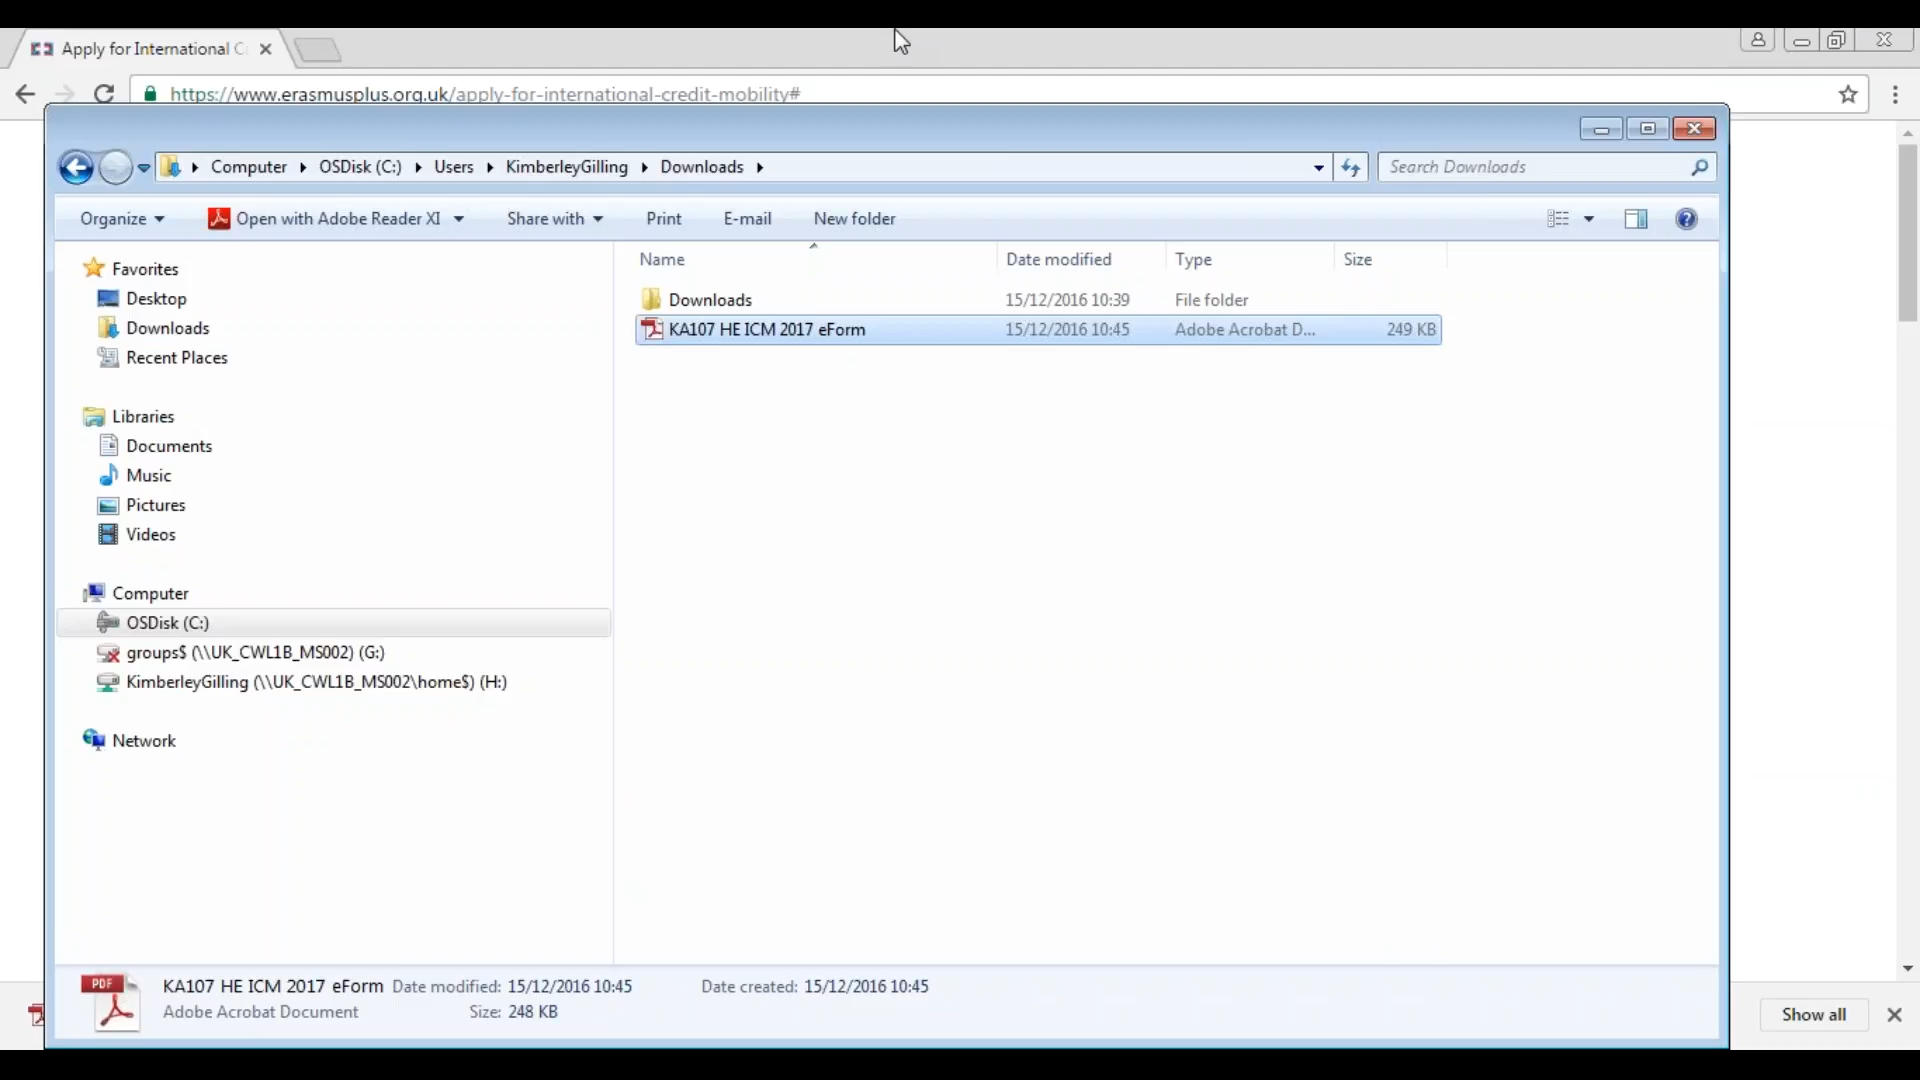 Apply for International C
https://www.erasmusplus.org.uk/apply-for-international-credit-mobility#
Computer OSDisk (C:) Users KimberleyGilling Downloads
Search Downloads
Organize Open with Adobe Reader XI Share with Print E-mail New folder
Name Date modified Type Size
Favorites
Desktop
Downloads
Recent Places
Libraries
Documents
Music
Pictures
Videos
Computer
OSDisk (C:)
groups$ (\\UK_CWL1B_MS002) (G:)
KimberleyGilling (\\UK_CWL1B_MS002\home$) (H:)
Network
Downloads 15/12/2016 10:39 File folder
KA107 HE ICM 2017 eForm 15/12/2016 10:45 Adobe Acrobat D... 249 KB
PDF
KA107 HE ICM 2017 eForm Date modified: 15/12/2016 10:45 Date created: 15/12/2016 10:45
Adobe Acrobat Document Size: 248 KB
Show all